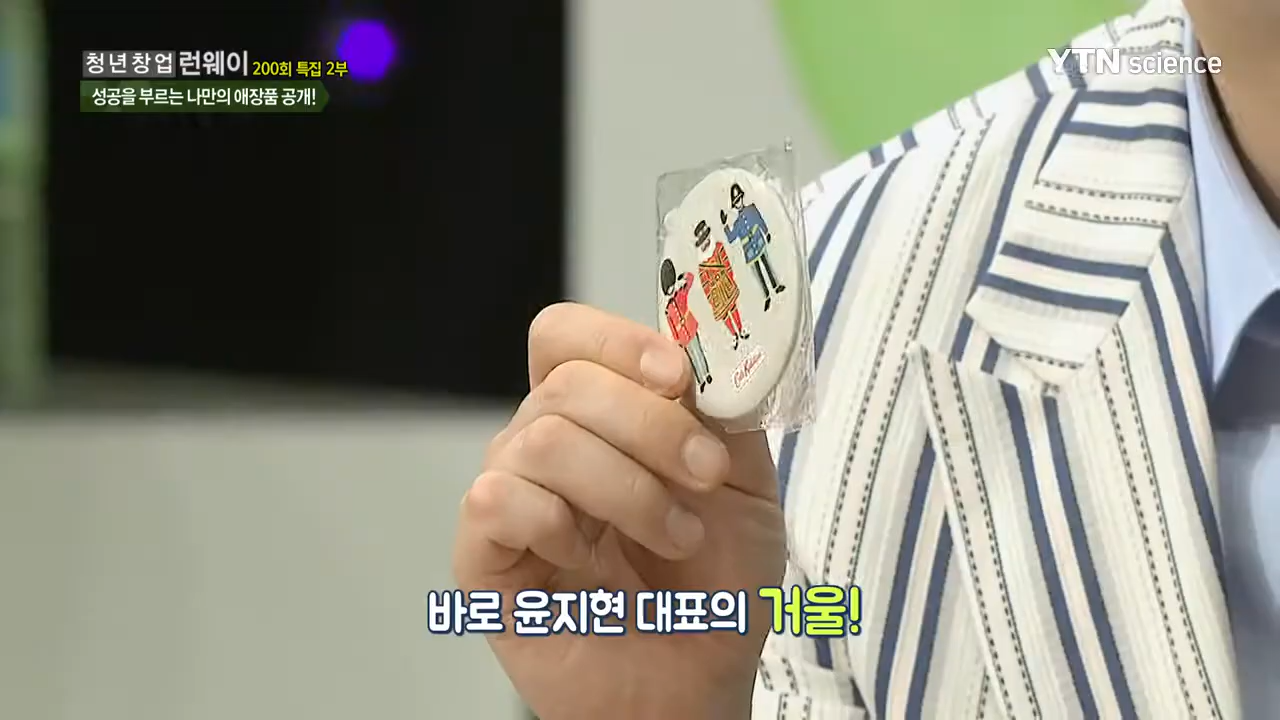 청년창업 런웨이 200회 특집 2부
성공을 부르는 나만의 애장품 공개!
YTN science
Cath Kidston
바로 윤지현 대표의 거울!